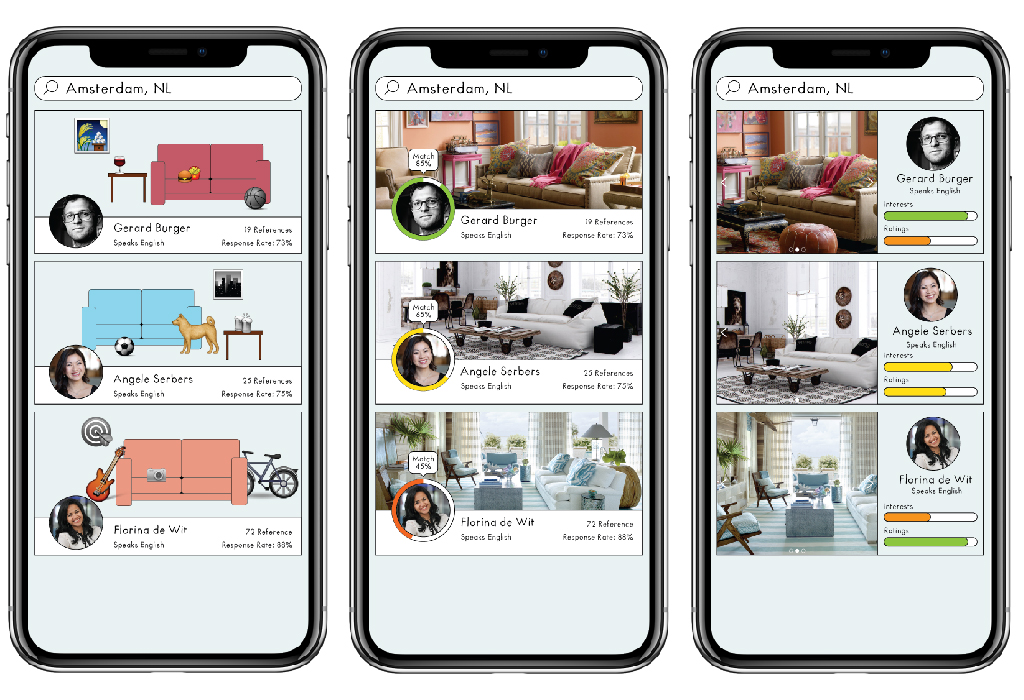 Amsterdam, NL
Gerard Burger
19 References
Speaks English
Response Rate: 73%
Angele Serbers
25 References
Speaks English
Response Rate: 75%
Florina de Wit
72 Reference
Speaks English
Response Rate: 88%
Amsterdam, NL
Match
85%
Gerard Burger
19 References
Speaks English
Response Rate: 73%
Match
65%
Angele Serbers
25 References
Speaks English
Response Rate: 75%
Match
45%
Florina de Wit
72 Reference
Speaks English
Response Rate: 88%
Amsterdam, NL
Gerard Burger
Speaks English
Interests
Ratings
Angele Serbers
Speaks English
Interests
Ratings
Florina de Wit
Speaks English
Interests
Ratings